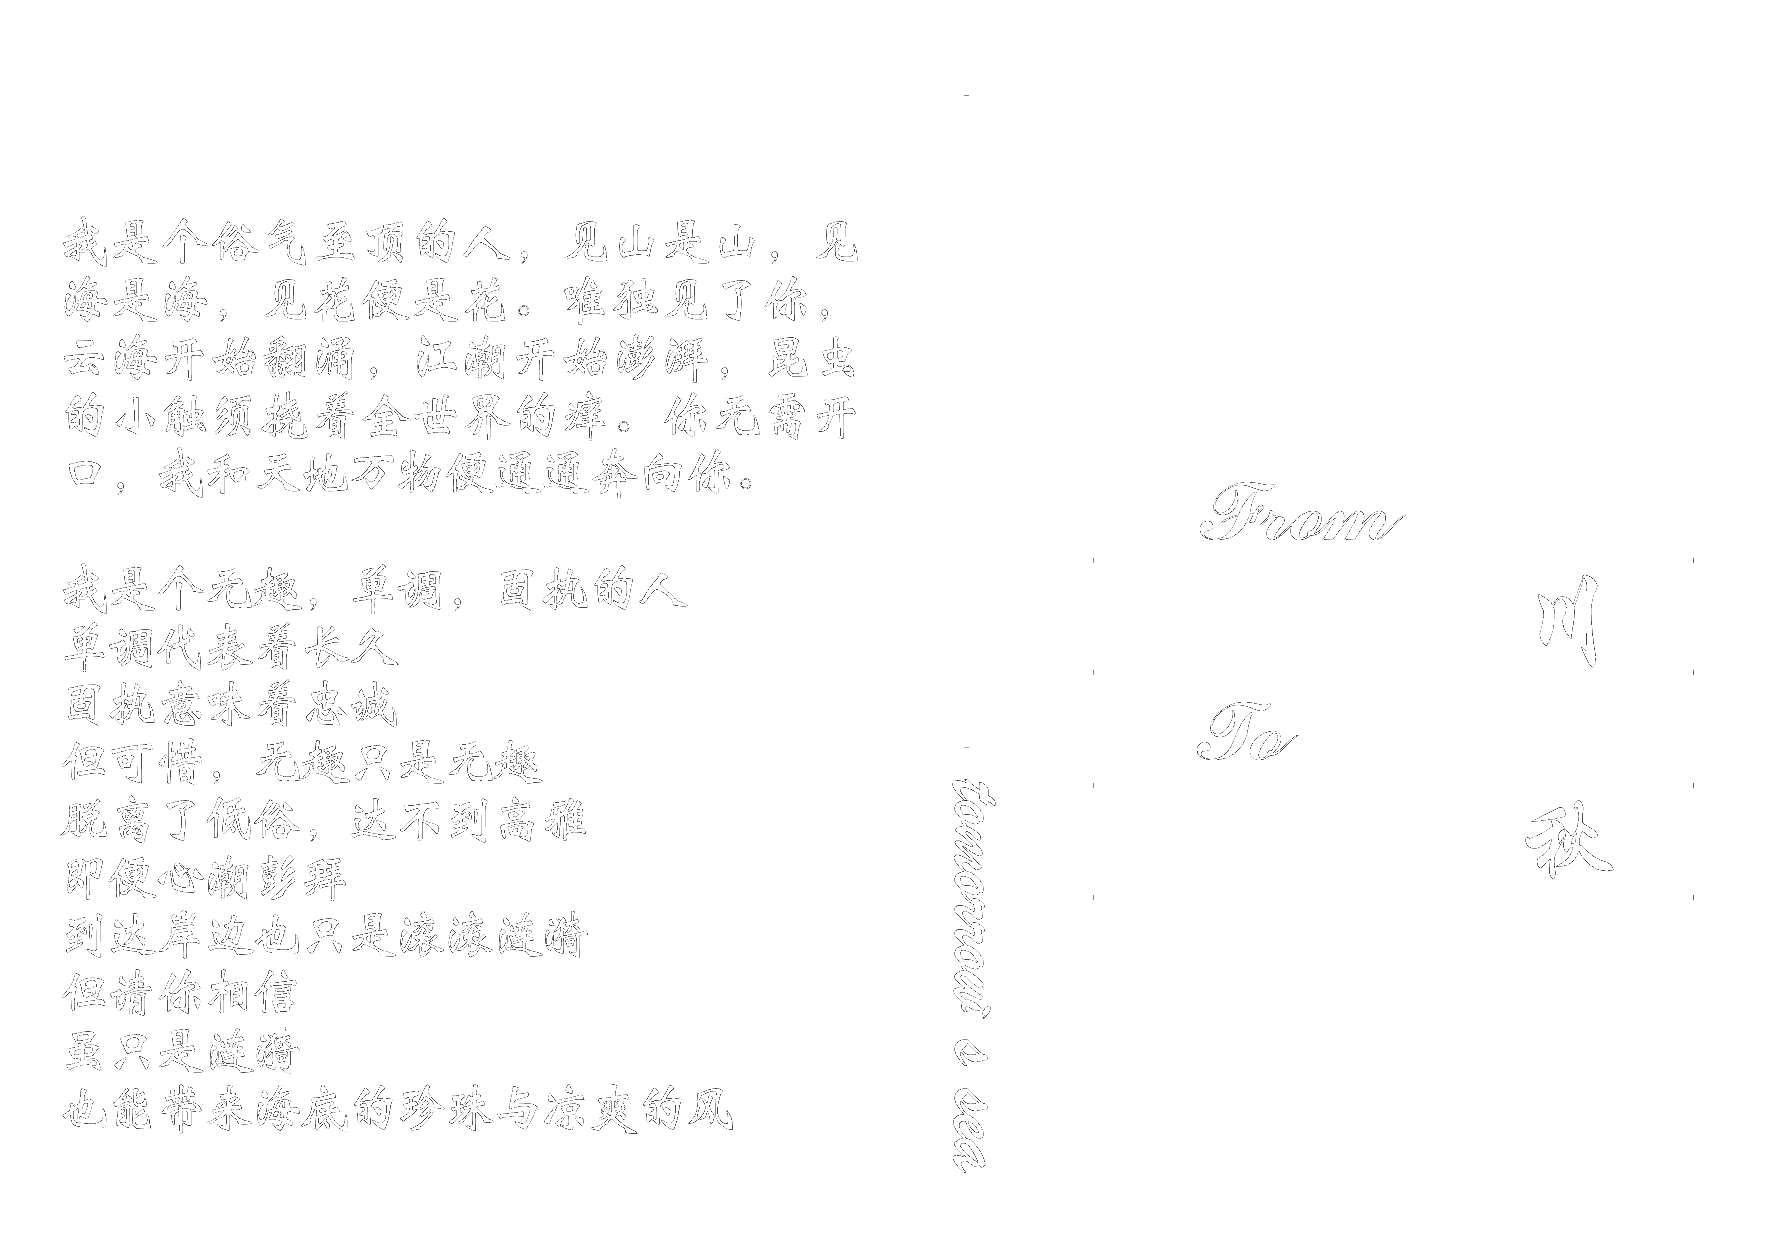 我是个俗气至顶的人，见山是山，见
海是海，见花便是花。唯独见了你，
云海开始翻涌，江潮开始澎湃，昆虫
的小触须挠着全世界的痒。你无需开
口，我和天地万物便通通奔向你。
我是个无趣，单调，固执的人
单调代表着长久
固执意味着忠诚
但可惜，无趣只是无趣
脱离了低俗，达不到高雅
即便心潮彭拜
到达岸边也只是滚滚涟漪
但请你相信
虽只是涟漪
也能带来海底的珍珠与凉爽的风
From
川
To
秋
tomorrowi s sea